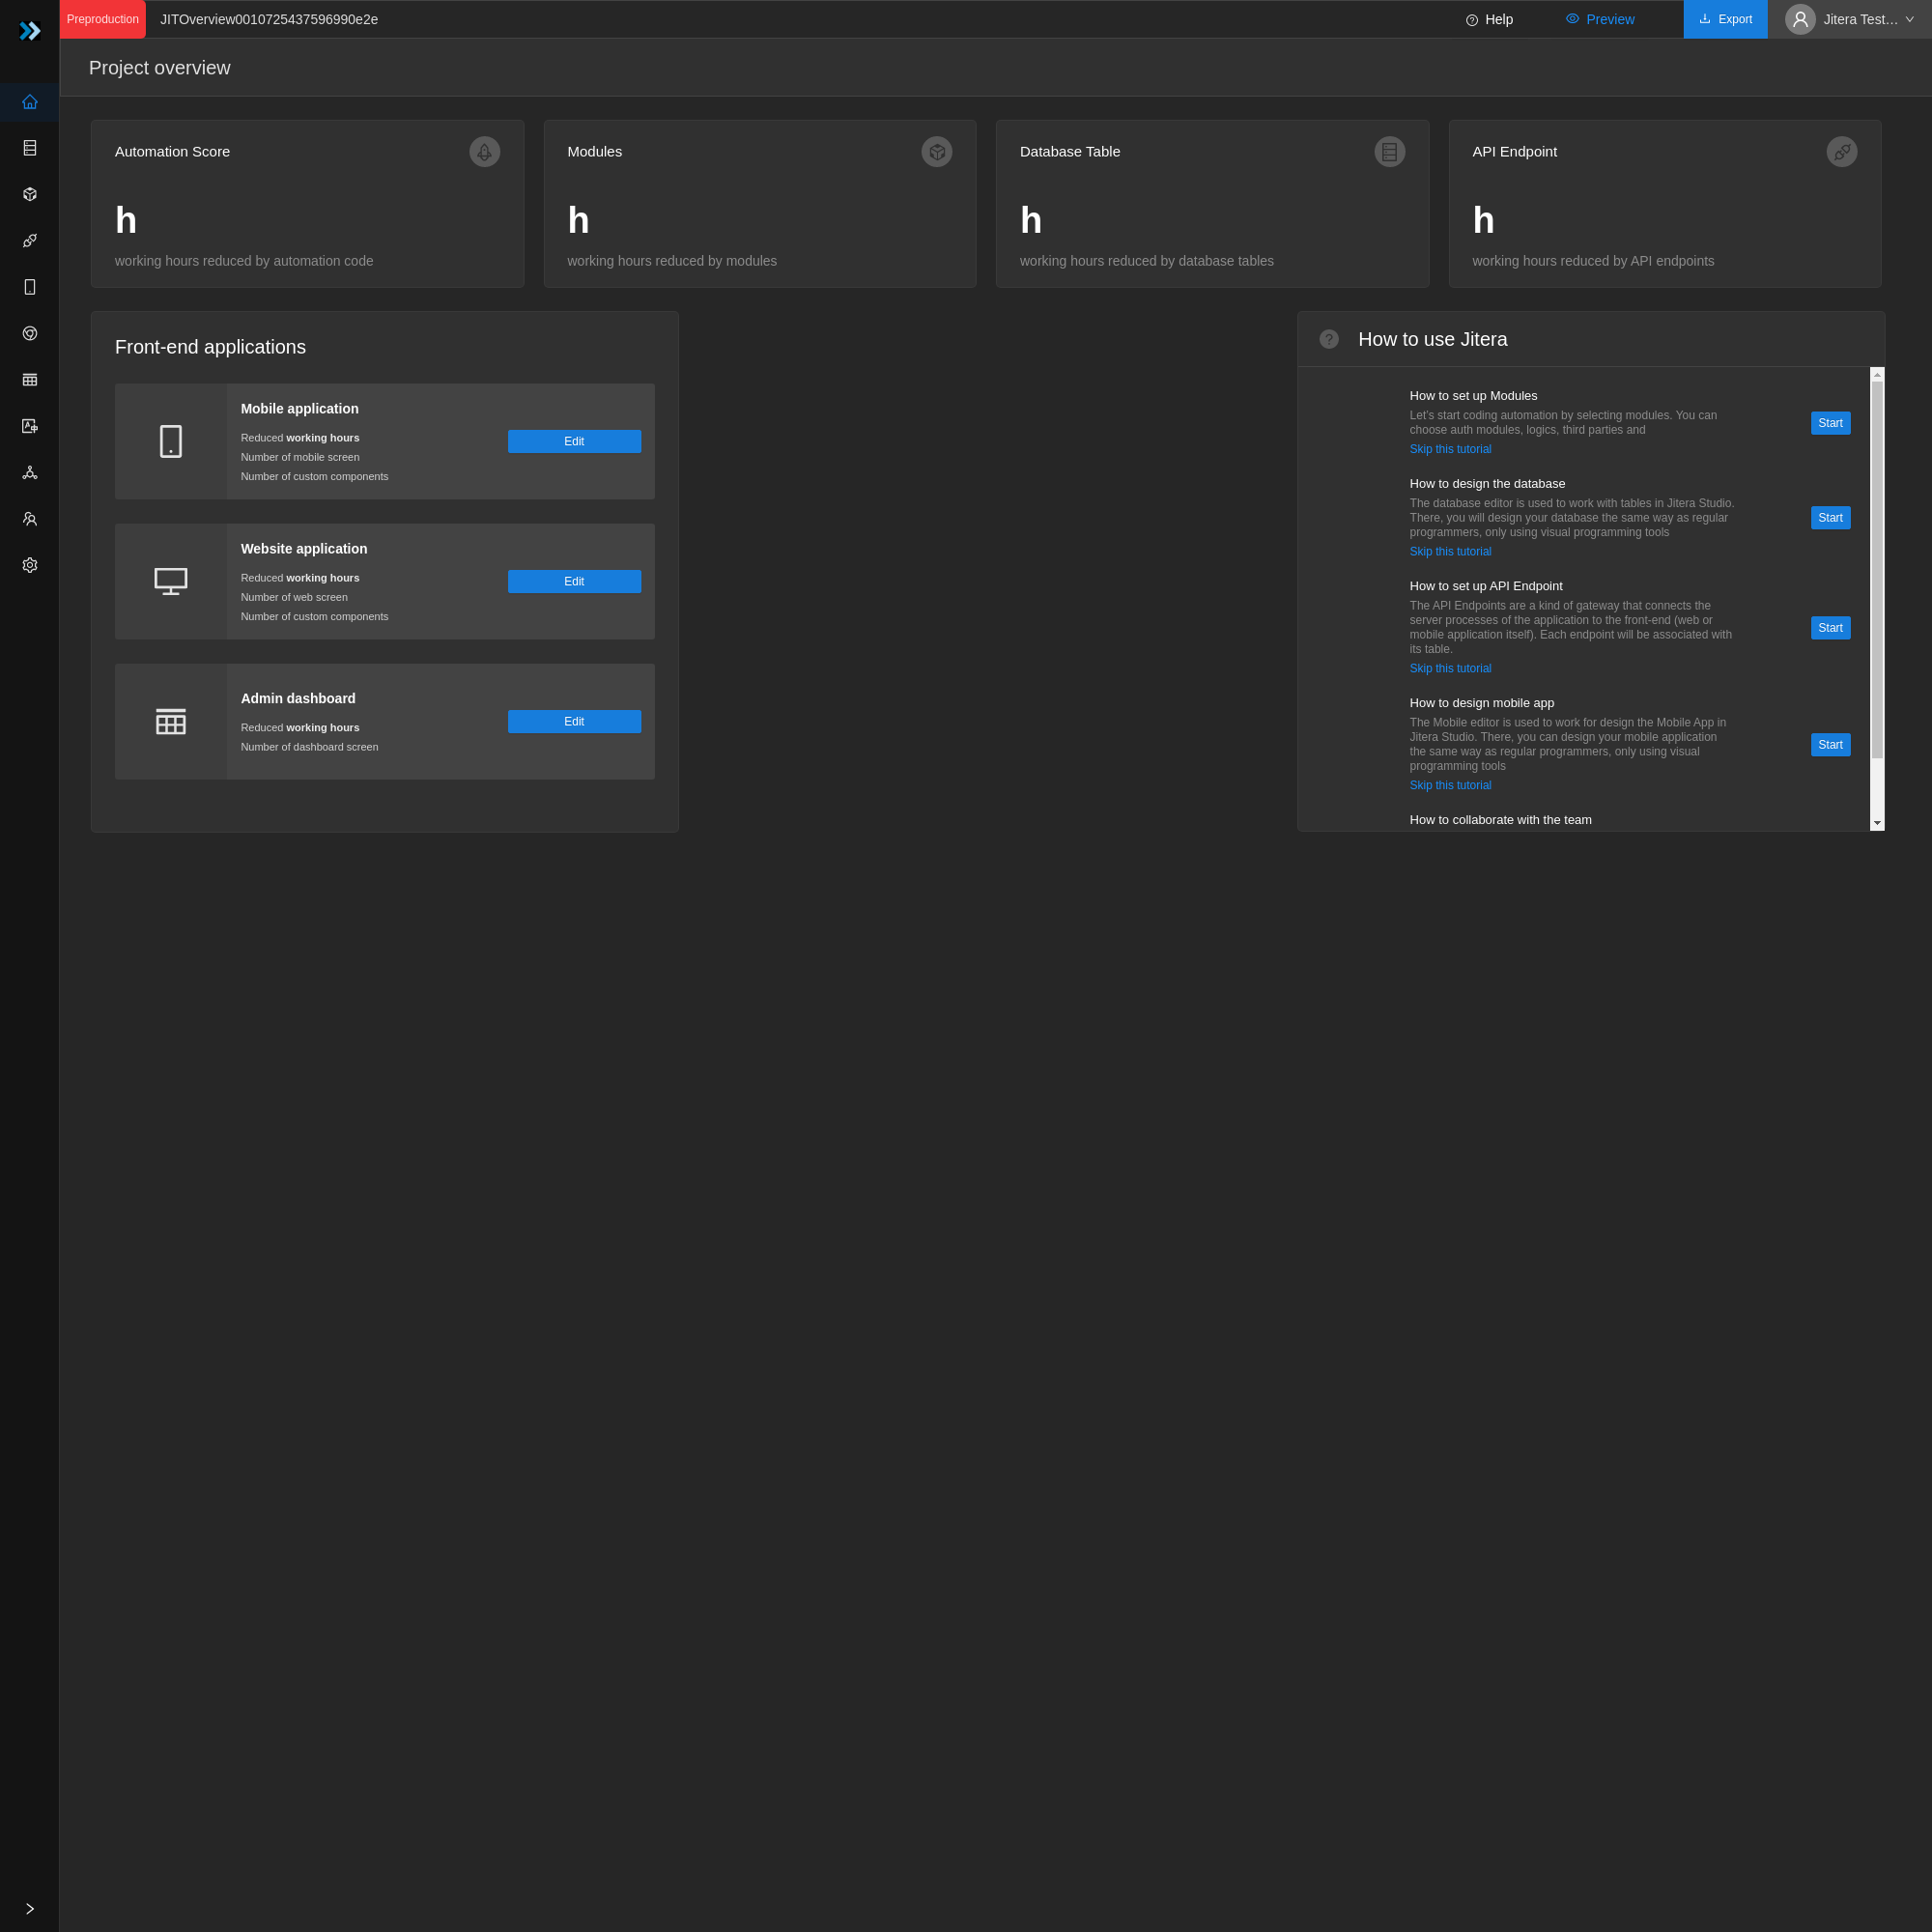 Preproduction
JITOverview0010725437596990e2e
Help
Preview
Export
Jitera Test…
Project overview
Automation Score
h
working hours reduced by automation code
Modules
h
working hours reduced by modules
Database Table
h
working hours reduced by database tables
API Endpoint
h
working hours reduced by API endpoints
Front-end applications
Mobile application
Reduced working hours
Number of mobile screen
Number of custom components
Edit
Website application
Reduced working hours
Number of web screen
Number of custom components
Edit
Admin dashboard
Reduced working hours
Number of dashboard screen
Edit
How to use Jitera
How to set up Modules
Let's start coding automation by selecting modules. You can
choose auth modules, logics, third parties and
Skip this tutorial
Start
How to design the database
The database editor is used to work with tables in Jitera Studio.
There, you will design your database the same way as regular
programmers, only using visual programming tools
Skip this tutorial
Start
How to set up API Endpoint
The API Endpoints are a kind of gateway that connects the
server processes of the application to the front-end (web or
mobile application itself). Each endpoint will be associated with
its table.
Skip this tutorial
Start
How to design mobile app
The Mobile editor is used to work for design the Mobile App in
Jitera Studio. There, you can design your mobile application
the same way as regular programmers, only using visual
programming tools
Skip this tutorial
Start
How to collaborate with the team